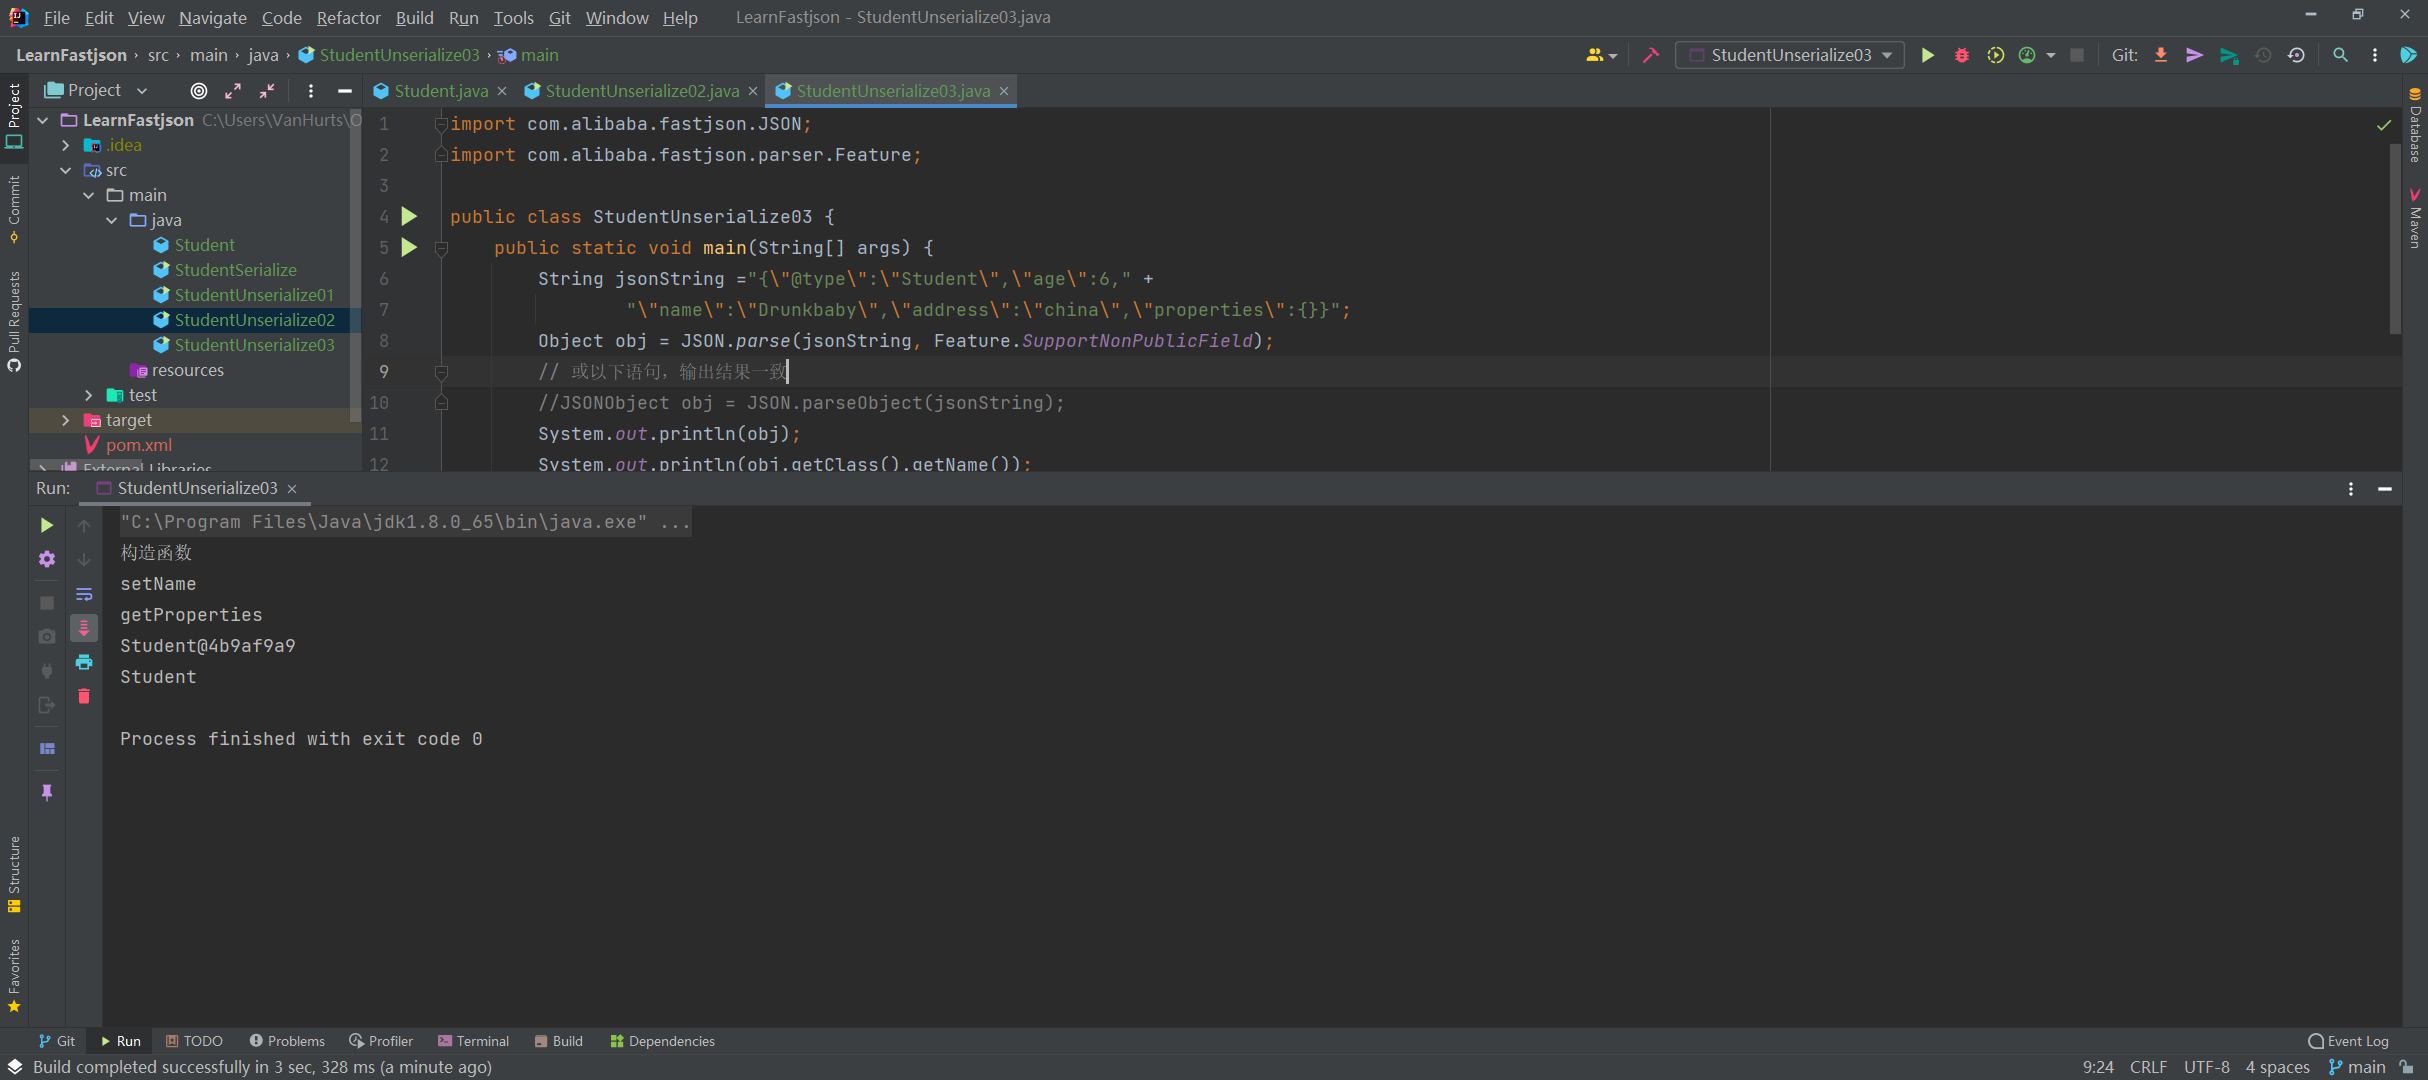 File Edit View Navigate Code Refactor Build Run Tools Git Window Help LearnFastjson - StudentUnserialize03.java
LearnFastjson › src › main › java › StudentUnserialize03 › main
StudentUnserialize03 Git:
Project
Student.java × StudentUnserialize02.java × StudentUnserialize03.java ×
LearnFastjson C:\Users\VanHurts\O
.idea
src
main
java
Student
StudentSerialize
StudentUnserialize01
StudentUnserialize02
StudentUnserialize03
resources
test
target
pom.xml
External Libraries
1 import com.alibaba.fastjson.JSON;
2 import com.alibaba.fastjson.parser.Feature;
3
4 public class StudentUnserialize03 {
5 public static void main(String[] args) {
6 String jsonString ="{\"@type\":\"Student\",\"age\":6," +
7 "\"name\":\"Drunkbaby\",\"address\":\"china\",\"properties\":{}}";
8 Object obj = JSON.parse(jsonString, Feature.SupportNonPublicField);
9 // 或以下语句，输出结果一致
10 //JSONObject obj = JSON.parseObject(jsonString);
11 System.out.println(obj);
12 System.out.println(obj.getClass().getName());
Project
Commit
Pull Requests
Structure
Favorites
Database
Maven
Run: StudentUnserialize03 ×
"C:\Program Files\Java\jdk1.8.0_65\bin\java.exe" ...
构造函数
setName
getProperties
Student@4b9af9a9
Student
Process finished with exit code 0
Git Run TODO Problems Profiler Terminal Build Dependencies Event Log
Build completed successfully in 3 sec, 328 ms (a minute ago) 9:24 CRLF UTF-8 4 spaces main